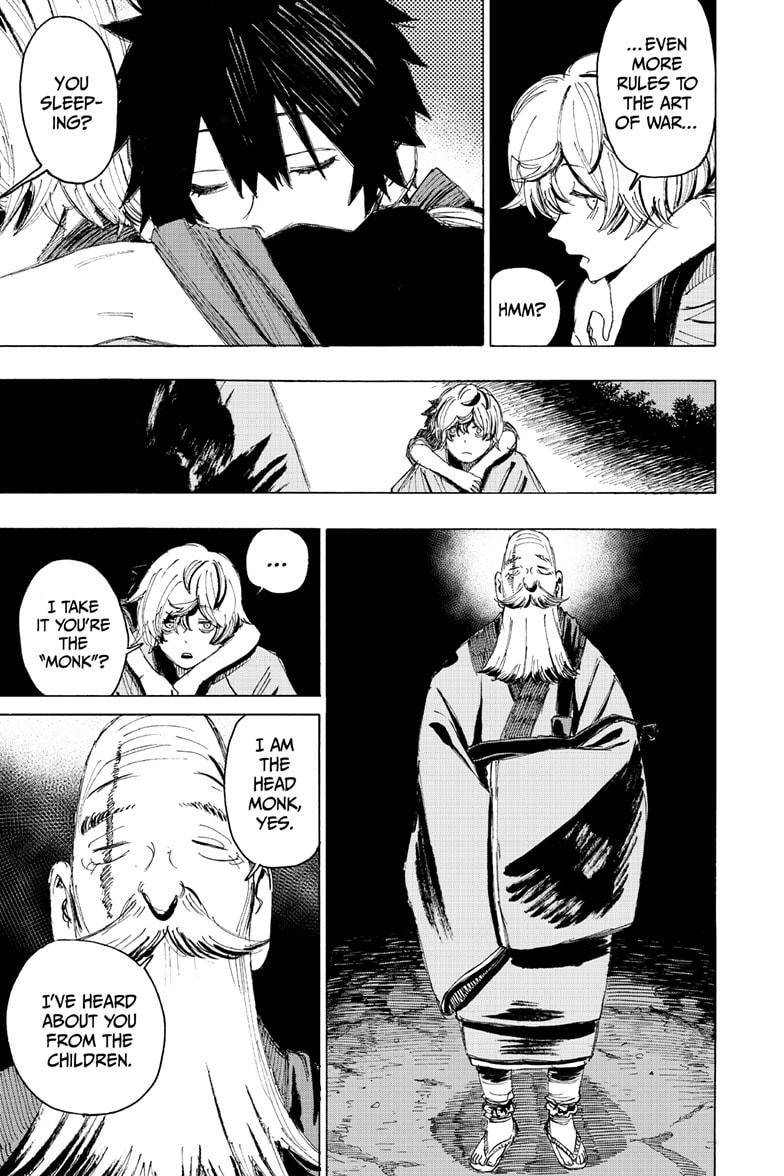 ...EVEN
MORE
RULES TO
THE ART
OF WAR...
HMM?
YOU
SLEEP-
ING?
...
I TAKE
IT YOU'RE
THE
"MONK"?
I AM
THE
HEAD
MONK,
YES.
I'VE HEARD
ABOUT YOU
FROM THE
CHILDREN.